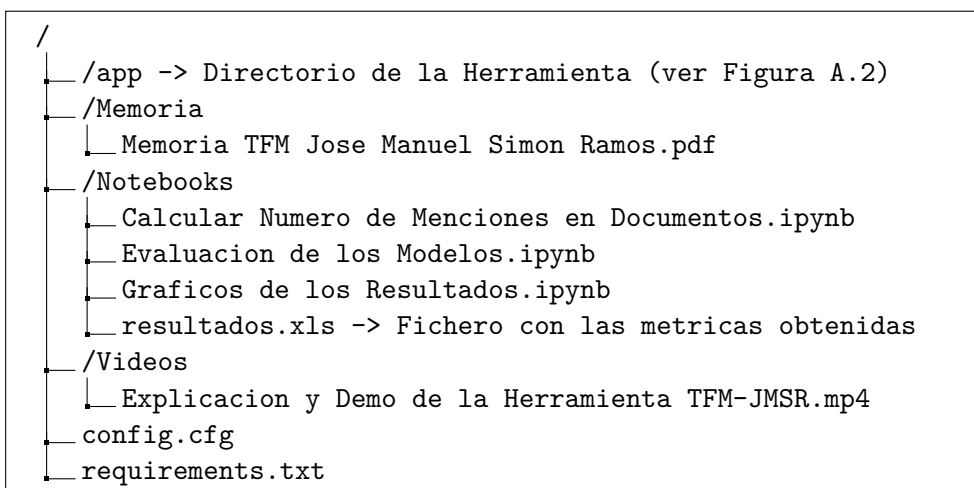 /
/app -> Directorio de la Herramienta (ver Figura A.2)
/Memoria
Memoria TFM Jose Manuel Simon Ramos.pdf
/Notebooks
Calcular Numero de Menciones en Documentos.ipynb
Evaluacion de los Modelos.ipynb
Graficos de los Resultados.ipynb
resultados.xls -> Fichero con las metricas obtenidas
/Videos
Explicacion y Demo de la Herramienta TFM-JMSR.mp4
config.cfg
requirements.txt